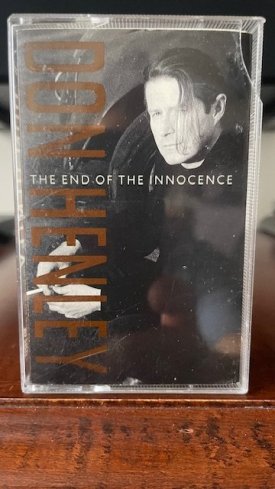 DON HENLEY
THE END OF THE INNOCENCE